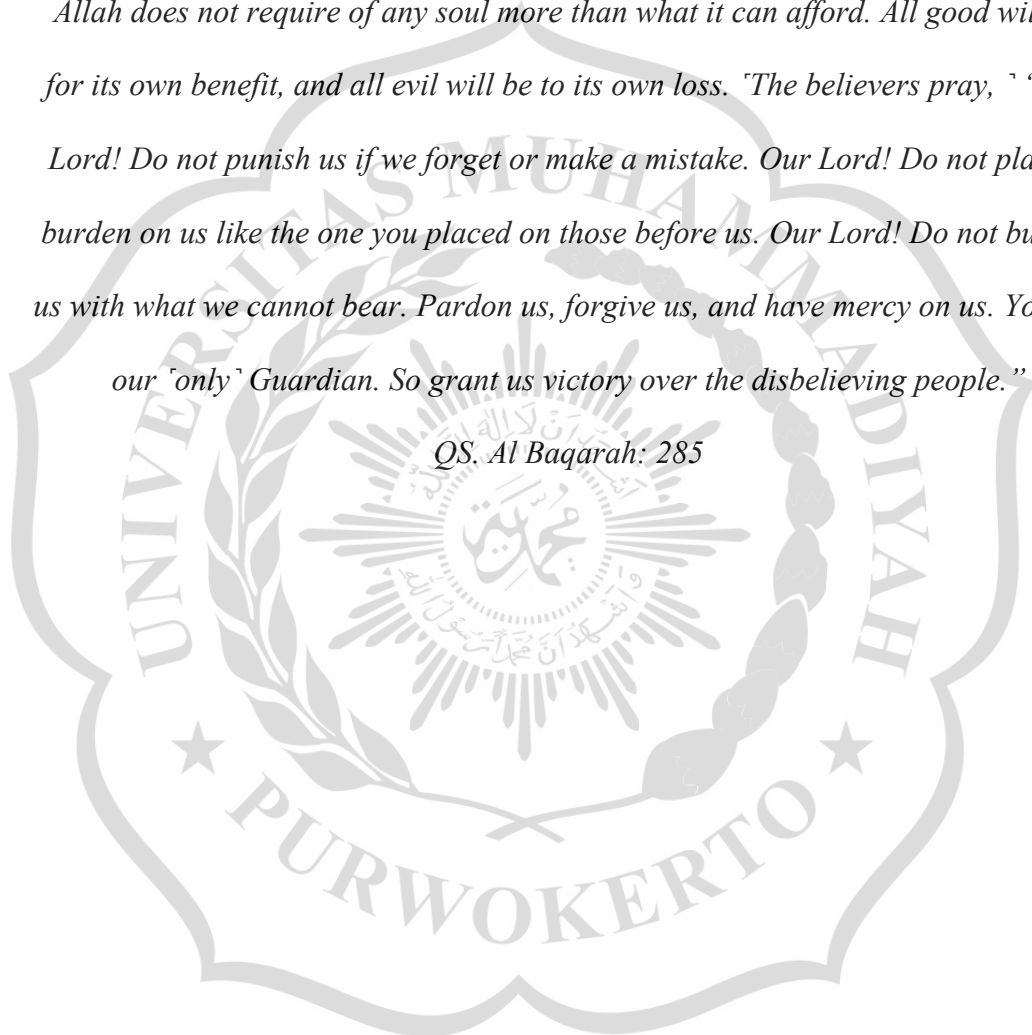 Allah does not require of any soul more than what it can afford. All good wil
for its own benefit, and all evil will be to its own loss. ˹The believers pray, ˺ “
Lord! Do not punish us if we forget or make a mistake. Our Lord! Do not pla
burden on us like the one you placed on those before us. Our Lord! Do not bu
us with what we cannot bear. Pardon us, forgive us, and have mercy on us. Yo
our ˹only˺ Guardian. So grant us victory over the disbelieving people.”
QS. Al Baqarah: 285
UNIVERSITAS MUHAMMADIYAH
PURWOKERTO